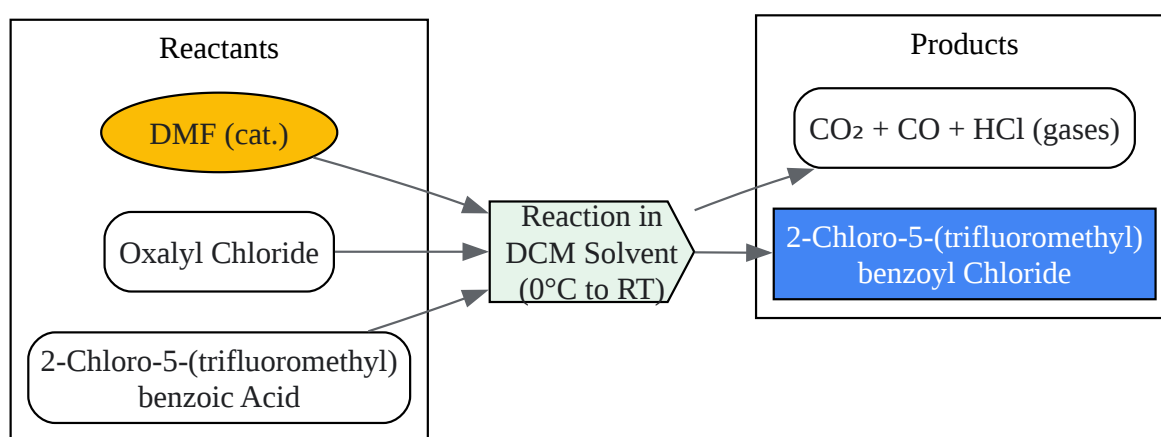 Reactants
DMF (cat.)
Oxalyl Chloride
2-Chloro-5-(trifluoromethyl)
benzoic Acid
Reaction in
DCM Solvent
(0°C to RT)
Products
CO₂ + CO + HCl (gases)
2-Chloro-5-(trifluoromethyl)
benzoyl Chloride